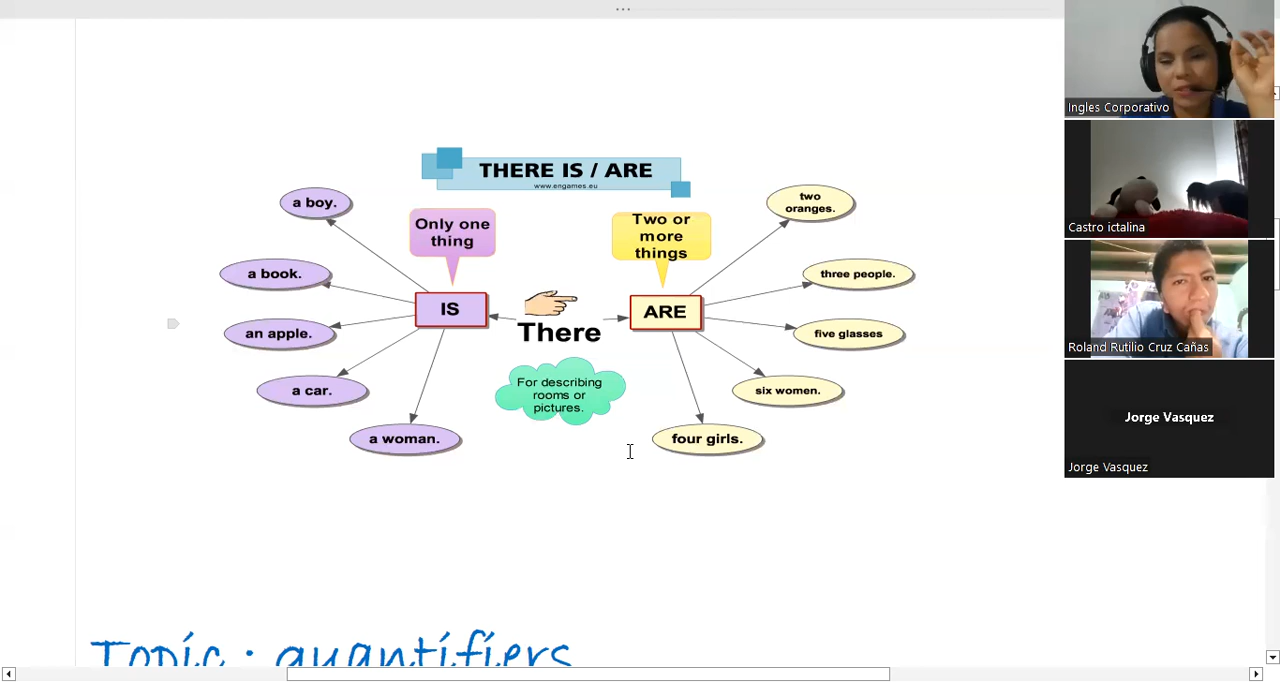 THERE IS / ARE
www.engames.eu
a boy.
Only one
thing
Two or
more
things
two
oranges.
a book.
three people.
IS
There
ARE
an apple.
five glasses
For describing
rooms or
pictures.
a car.
six women.
a woman.
four girls.
Topic : quantifiers
Ingles Corporativo
Castro ictalina
Roland Rutilio Cruz Cañas
Jorge Vasquez
Jorge Vasquez